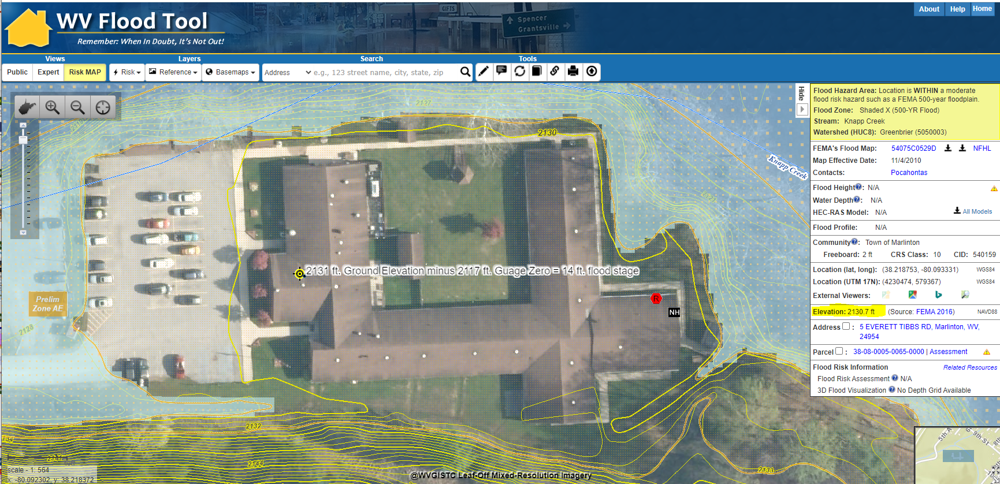 WV Flood Tool
Remember: When In Doubt, It's Not Out!
GIFTS
Spencer
Grantsville
About
Help
Home
Views
Layers
Search
Tools
Public
Expert
Risk MAP
Risk
Reference
Basemaps
Address
e.g., 123 street name, city, state, zip
Hide
2127
2130
Knapp Creek
2131 ft. Ground Elevation minus 2117 ft. Guage Zero = 14 ft. flood stage
R
NH
Prelim
Zone AE
2128
2132
2144
2133
scale - 1: 564
x: -80.092302, y: 38.218372
@WVGISTC Leaf-Off Mixed-Resolution Imagery
Flood Hazard Area: Location is WITHIN a moderate
flood risk hazard such as a FEMA 500-year floodplain.
Flood Zone: Shaded X (500-YR Flood)
Stream: Knapp Creek
Watershed (HUC8): Greenbrier (5050003)
FEMA's Flood Map: 54075C0529D NFHL
Map Effective Date: 11/4/2010
Contacts: Pocahontas
Flood Height?: N/A
Water Depth?: N/A
HEC-RAS Model: N/A All Models
Flood Profile: N/A
Community?: Town of Marlinton
Freeboard: 2 ft CRS Class: 10 CID: 540159
Location (lat, long): (38.218753, -80.093331) WGS84
Location (UTM 17N): (4230474, 579367) WGS84
External Viewers:
Elevation: 2130.7 ft (Source: FEMA 2016) NAVD88
Address : 5 EVERETT TIBBS RD, Marlinton, WV,
24954
Parcel : 38-08-0005-0065-0000 | Assessment
Flood Risk Information Related Resources
Flood Risk Assessment ? N/A
3D Flood Visualization ? No Depth Grid Available
5th A
9th St
8th